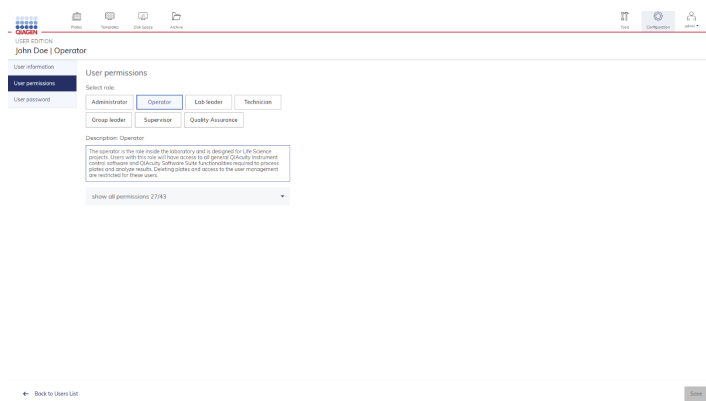 Plates
Templates
Disk Space
Archive
Tools
Configuration
admin
QIAGEN
USER EDITION
John Doe | Operator
User information
User permissions
User password
User permissions
Select role:
Administrator
Operator
Lab leader
Technician
Group leader
Supervisor
Quality Assurance
Description: Operator
The operator is the role inside the laboratory and is designed for Life Science
projects. Users with this role will have access to all general QIAcuity Instrument
control software and QIAcuity Software Suite functionalities required to process
plates and analyze results. Deleting plates and access to the user management
are restricted for these users.
show all permissions 27/43
← Back to Users List
Save